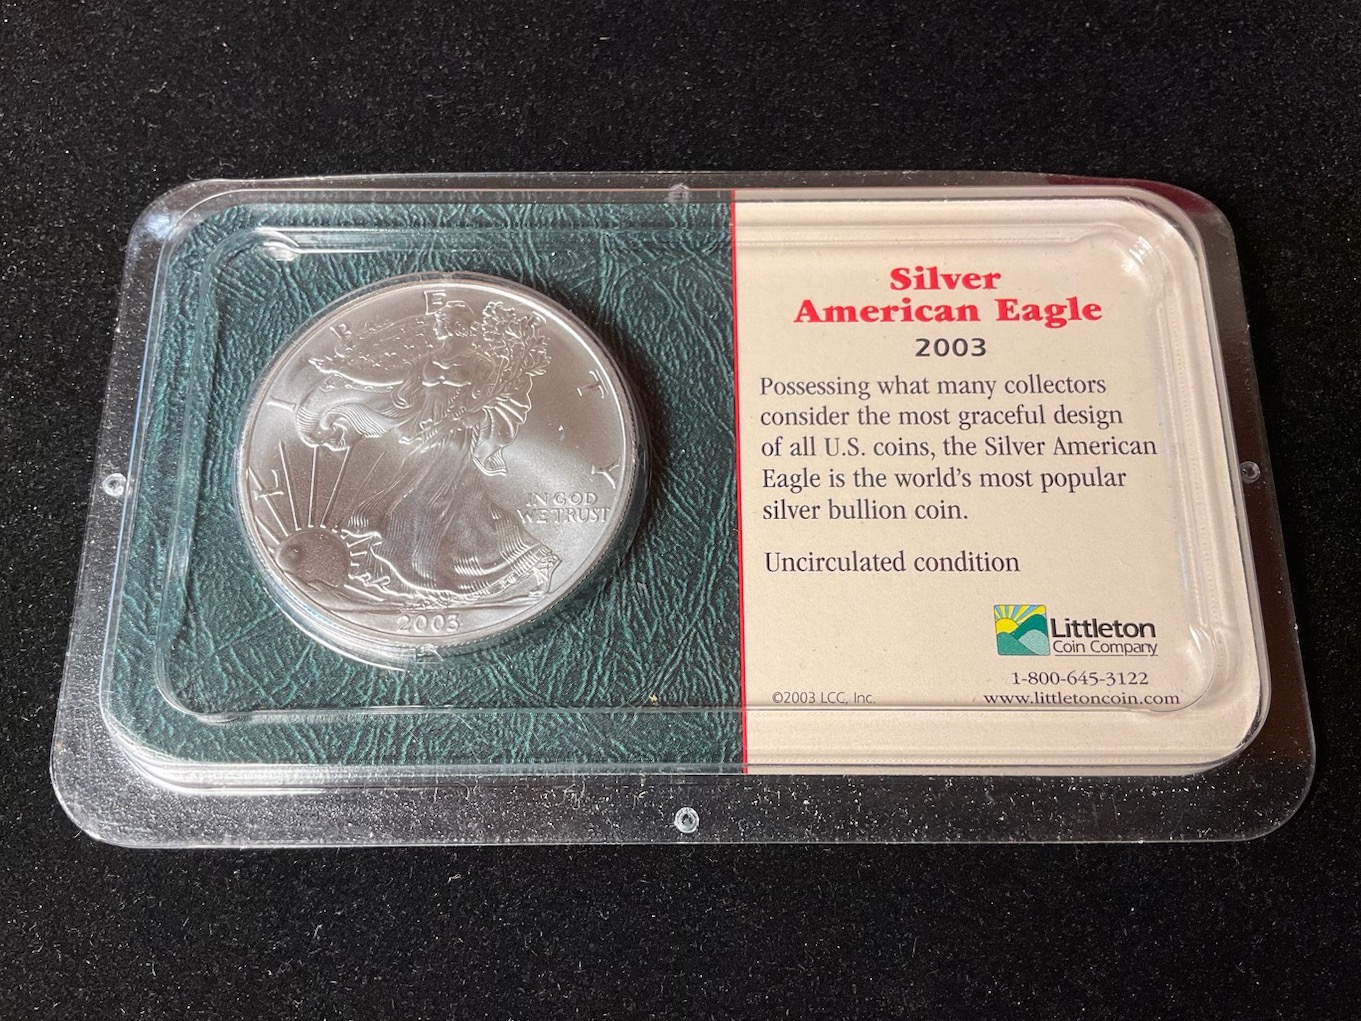 LIBERTY
IN GOD
WE TRUST
2003
Silver
American Eagle
2003
Possessing what many collectors
consider the most graceful design
of all U.S. coins, the Silver American
Eagle is the world's most popular
silver bullion coin.
Uncirculated condition
Littleton
Coin Company
1-800-645-3122
©2003 LCC, Inc.
www.littletoncoin.com